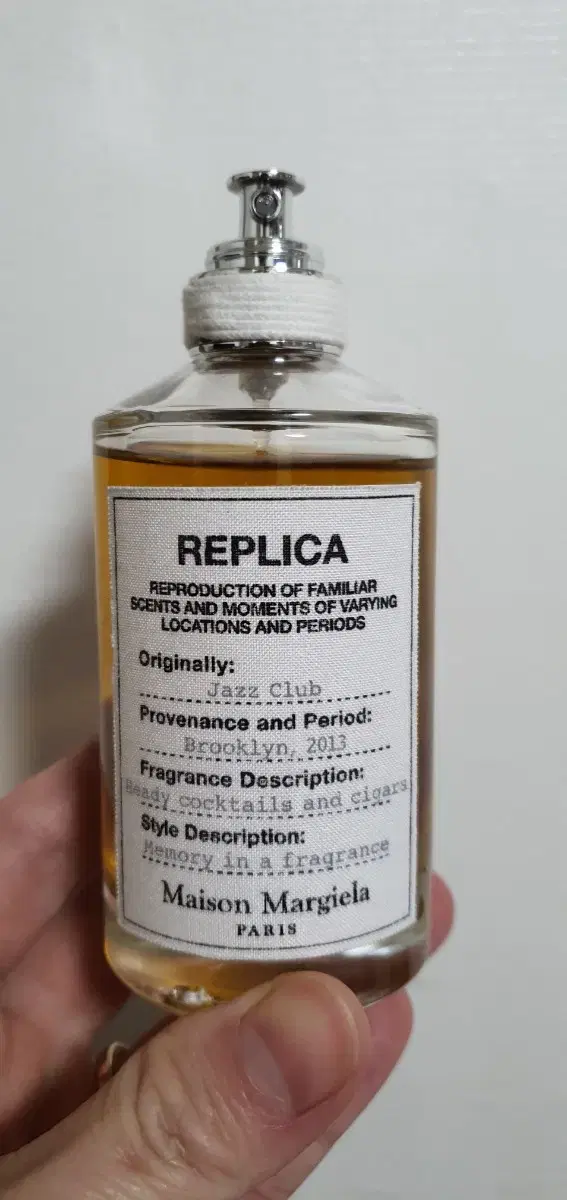 REPLICA
REPRODUCTION OF FAMILIAR
SCENTS AND MOMENTS OF VARYING
LOCATIONS AND PERIODS
Originally:
Jazz Club
Provenance and Period:
Brooklyn, 2013
Fragrance Description:
Heady cocktails and cigars
Style Description:
Memory in a fragrance
Maison Margiela
PARIS